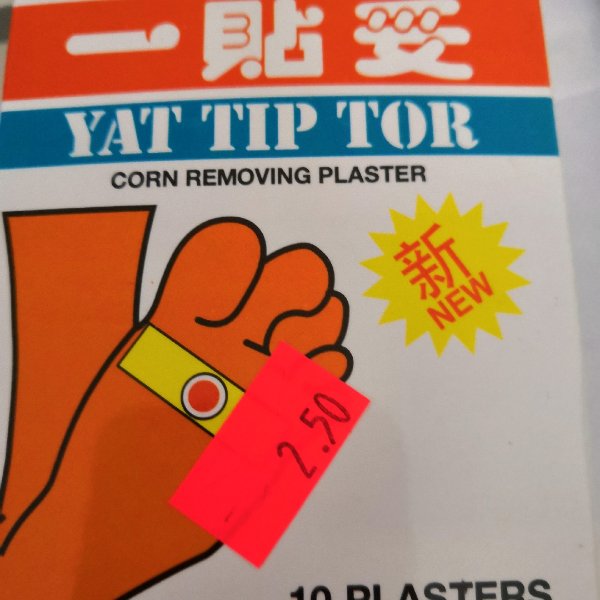 一貼妥
YAT TIP TOR
CORN REMOVING PLASTER
新
NEW
2.50
10 PLASTERS